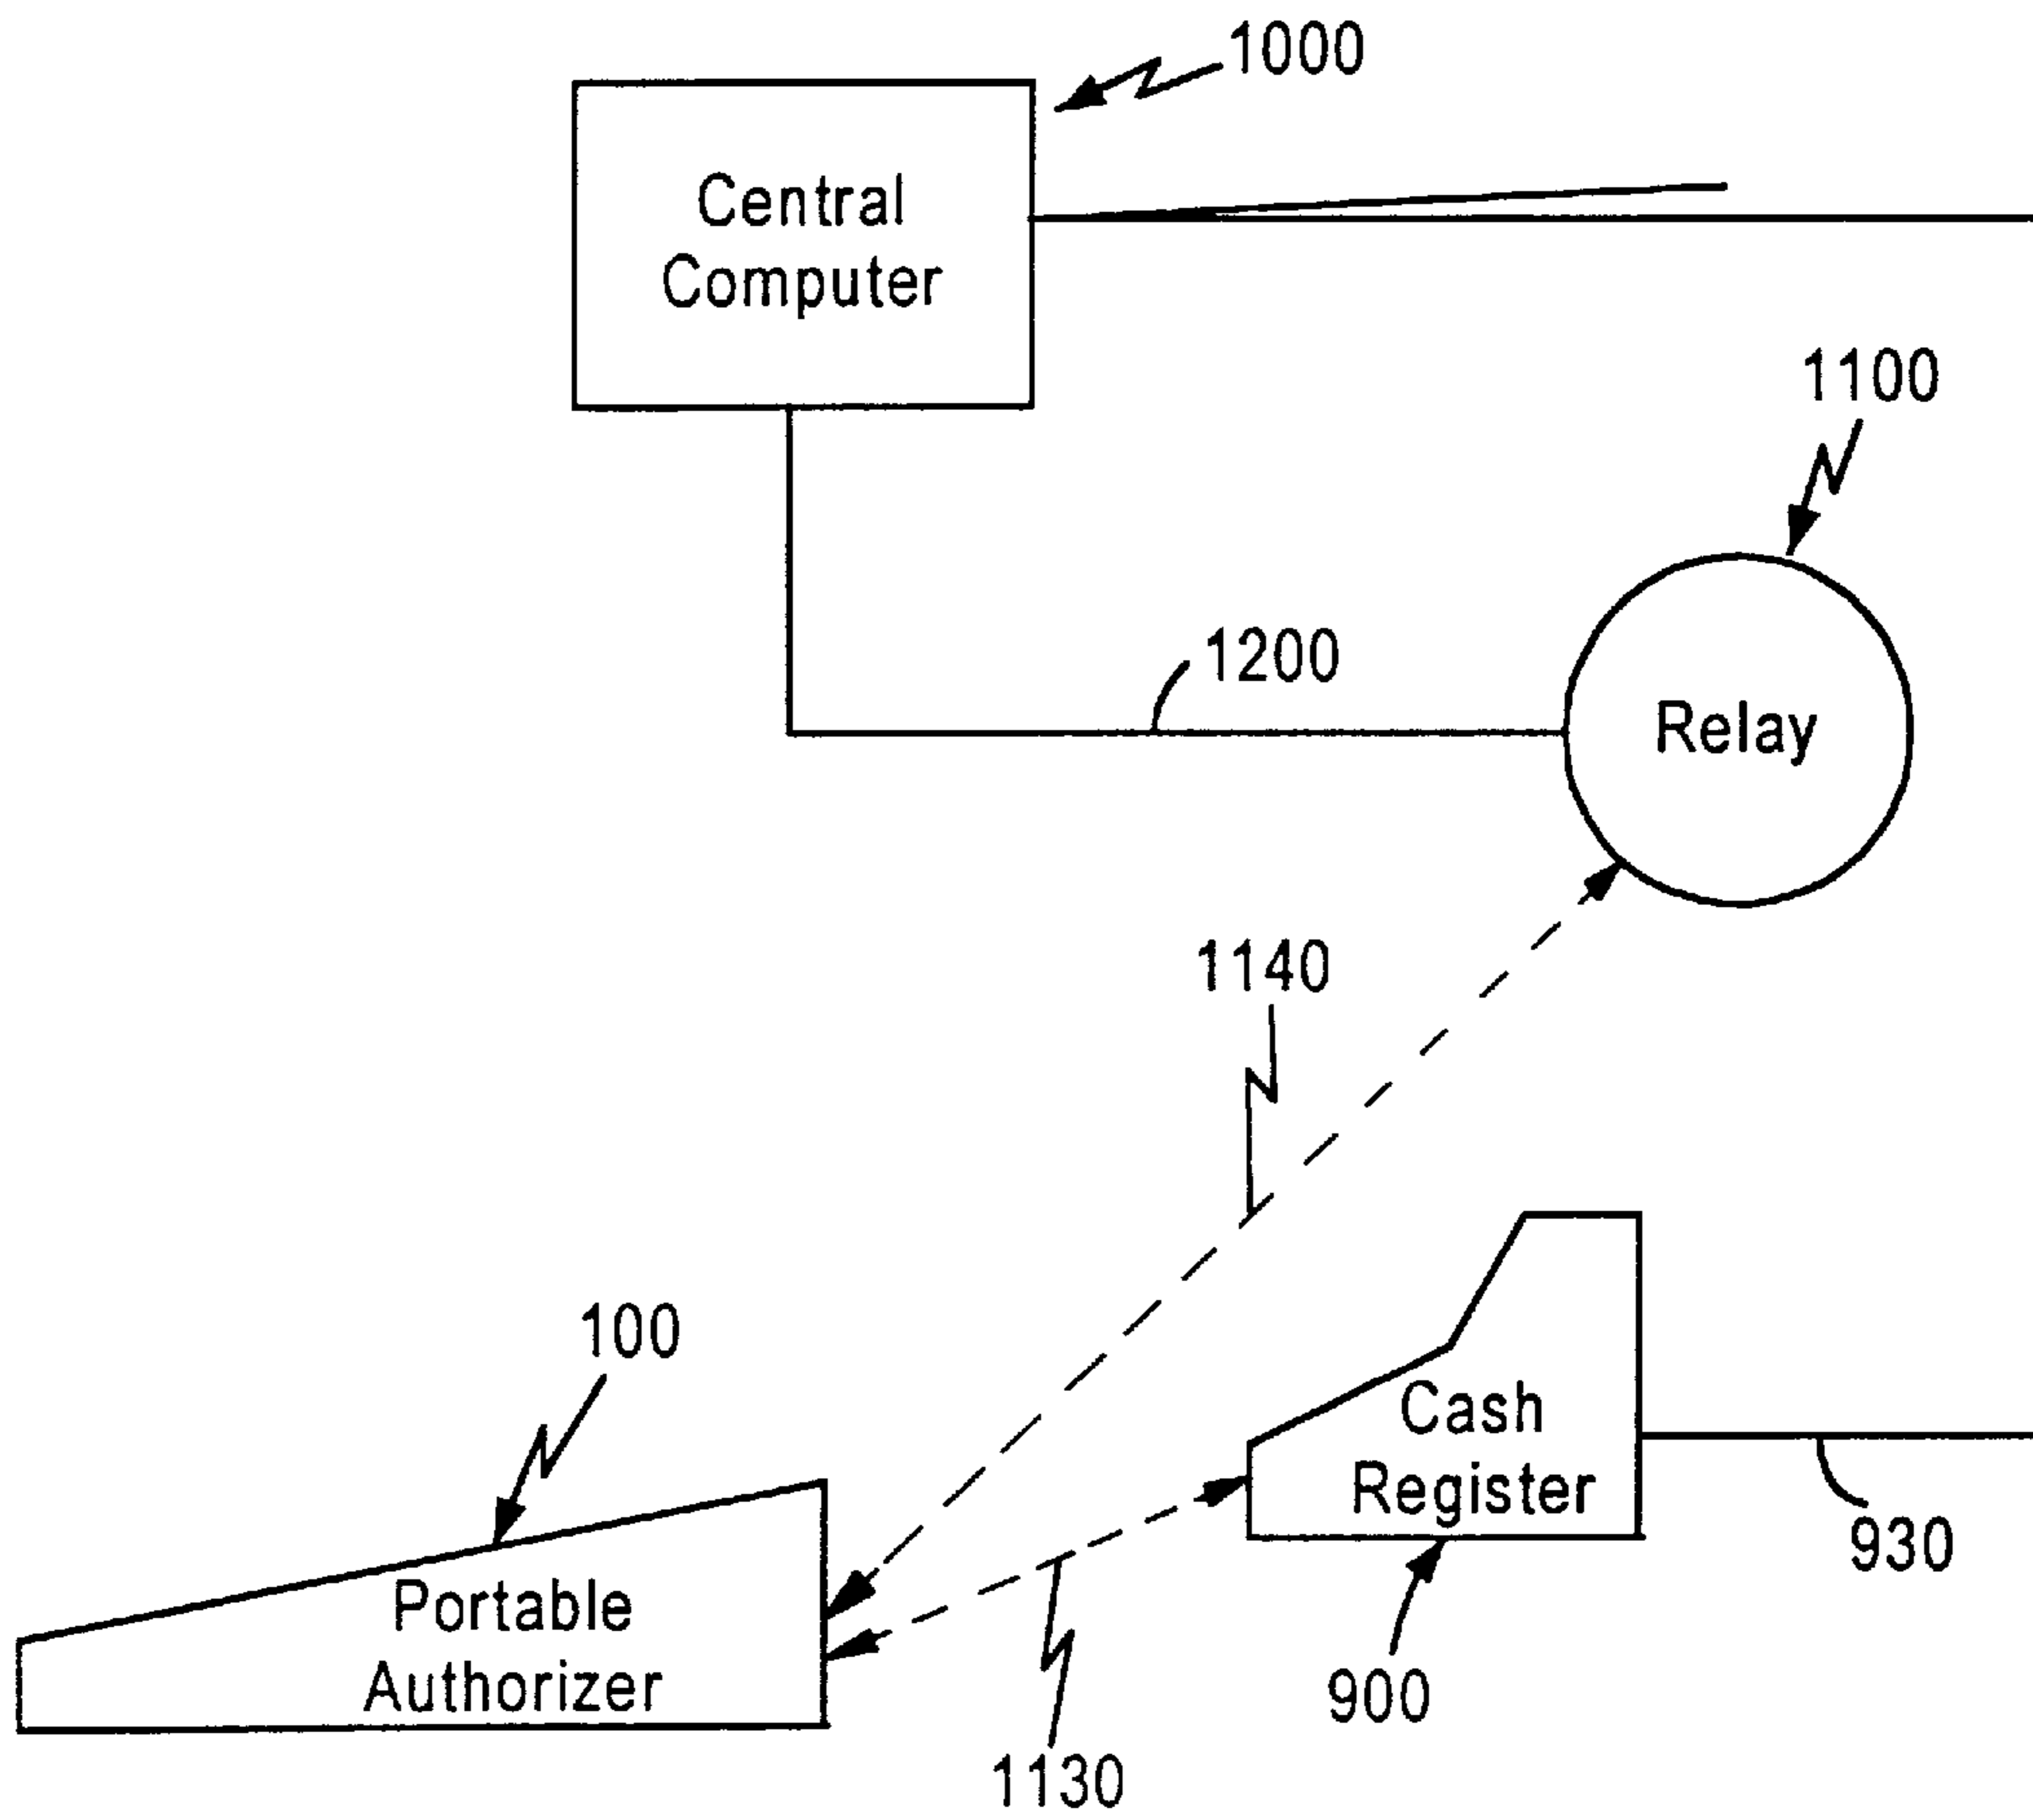 1000
Central
Computer
1100
1200
Relay
1140
100
Cash
Register
930
Portable
Authorizer
900
1130